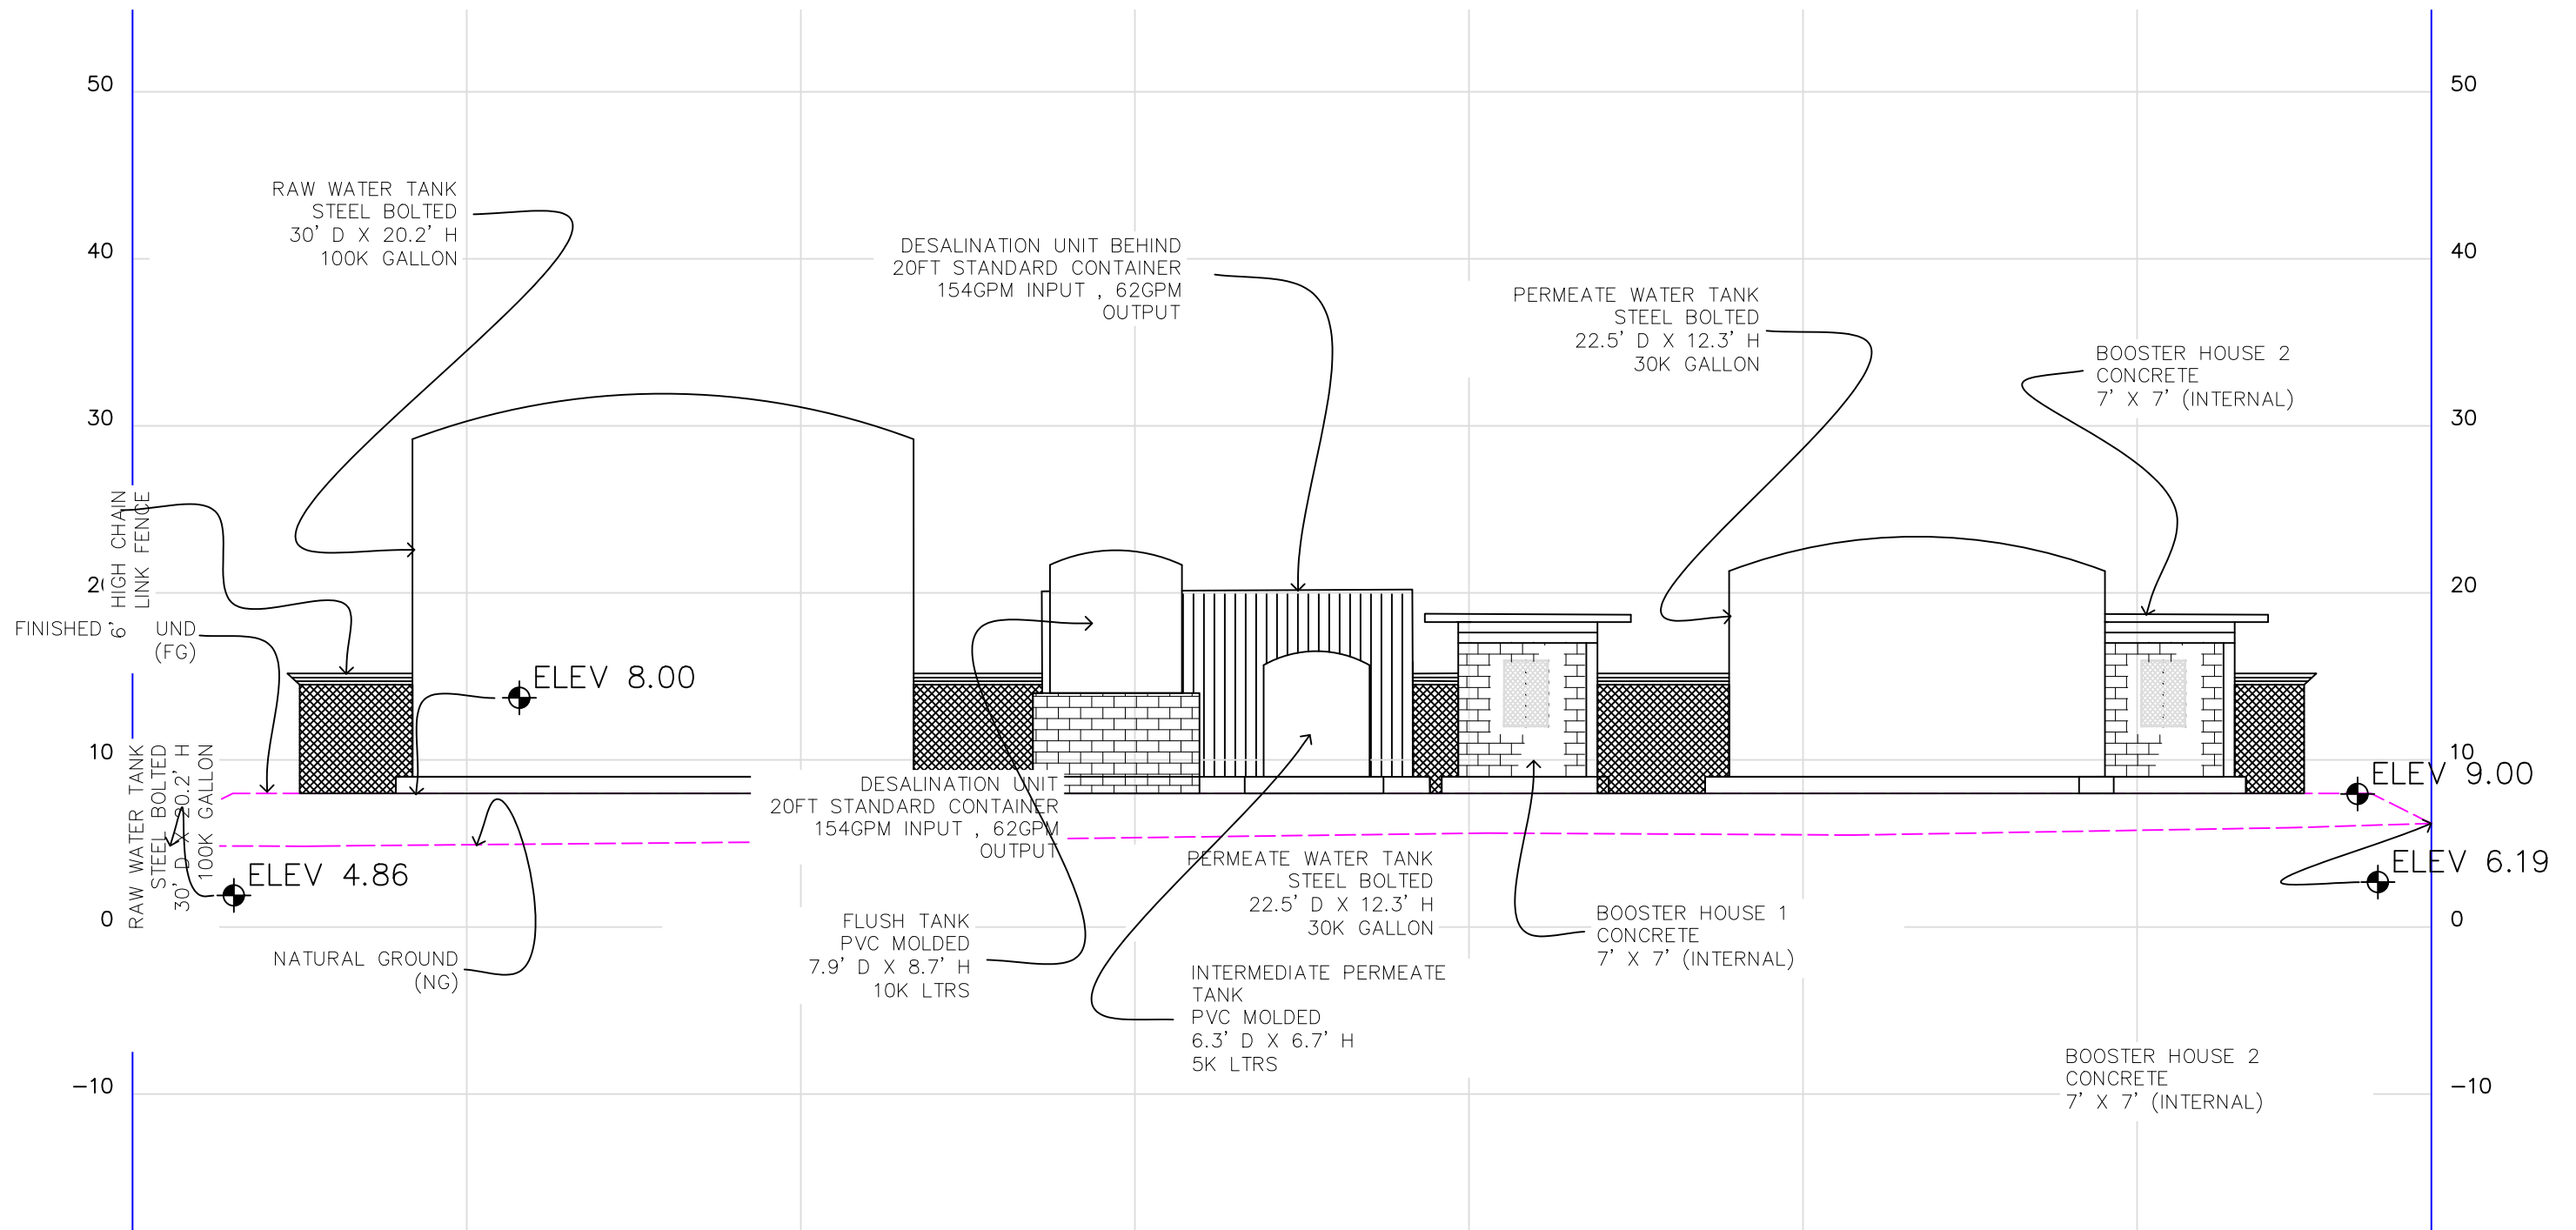 50
50
RAW WATER TANK
STEEL BOLTED
30' D X 20.2' H
100K GALLON
40
40
DESALINATION UNIT BEHIND
20FT STANDARD CONTAINER
154GPM INPUT , 62GPM
OUTPUT
PERMEATE WATER TANK
STEEL BOLTED
22.5' D X 12.3' H
30K GALLON
BOOSTER HOUSE 2
CONCRETE
7' X 7' (INTERNAL)
30
30
6' HIGH CHAIN
LINK FENCE
20
FINISHED UND
(FG)
ELEV 8.00
10
10
ELEV 9.00
RAW WATER TANK
STEEL BOLTED
30' D X 20.2' H
100K GALLON
DESALINATION UNIT
20FT STANDARD CONTAINER
154GPM INPUT , 62GPM
OUTPUT
ELEV 4.86
PERMEATE WATER TANK
STEEL BOLTED
22.5' D X 12.3' H
30K GALLON
ELEV 6.19
0
0
NATURAL GROUND
(NG)
FLUSH TANK
PVC MOLDED
7.9' D X 8.7' H
10K LTRS
BOOSTER HOUSE 1
CONCRETE
7' X 7' (INTERNAL)
INTERMEDIATE PERMEATE
TANK
PVC MOLDED
6.3' D X 6.7' H
5K LTRS
BOOSTER HOUSE 2
CONCRETE
7' X 7' (INTERNAL)
-10
-10